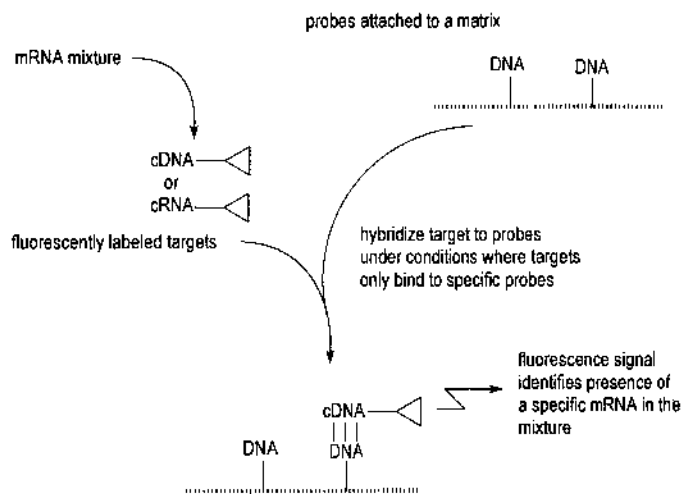 probes attached to a matrix
mRNA mixture
DNA
DNA
cDNA
or
cRNA
fluorescently labeled targets
hybridize target to probes
under conditions where targets
only bind to specific probes
fluorescence signal
identifies presence of
a specific mRNA in the
mixture
cDNA
DNA
DNA